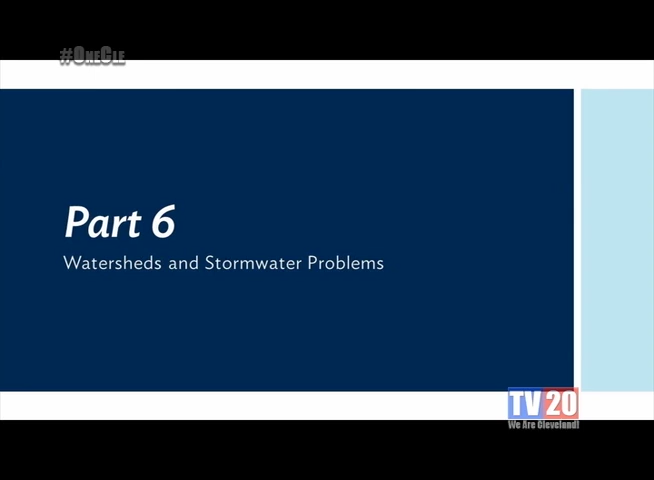 #OneCle
Part 6
Watersheds and Stormwater Problems
TV20
We Are Cleveland!